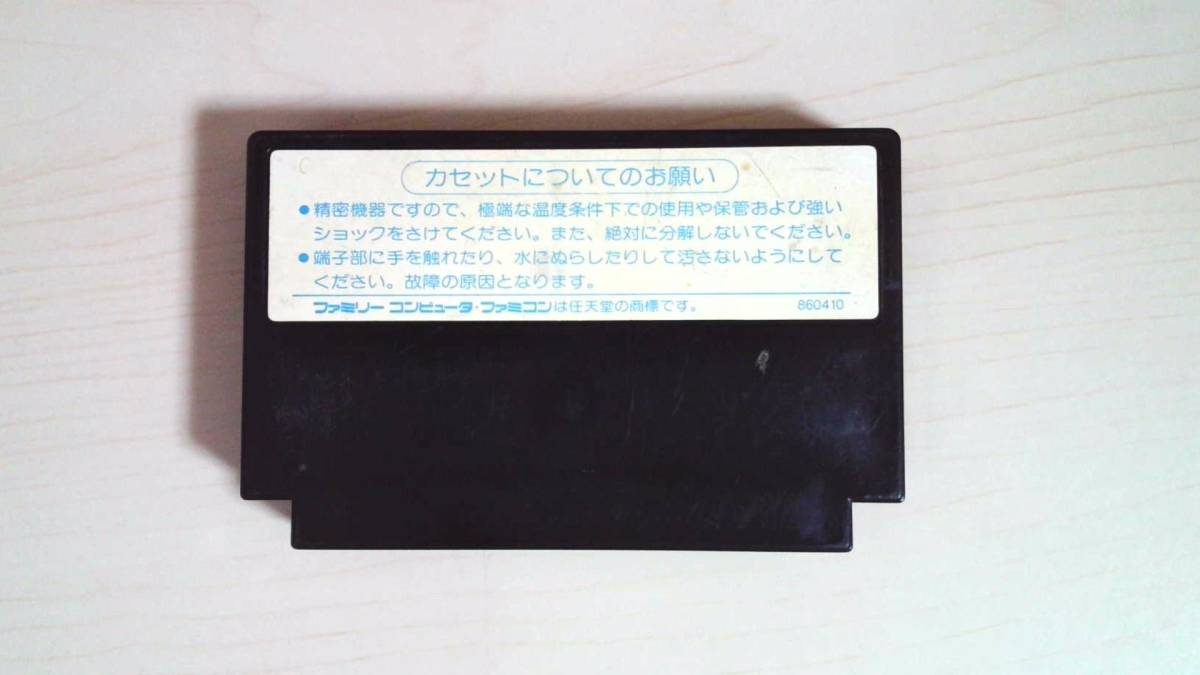 カセットについてのお願い
●精密機器ですので、極端な温度条件下での使用や保管および強い
ショックをさけてください。また、絶対に分解しないでください。
●端子部に手を触れたり、水にぬらしたりして汚さないようにして
ください。故障の原因となります。
ファミリー コンピュータ・ファミコンは任天堂の商標です。 860410